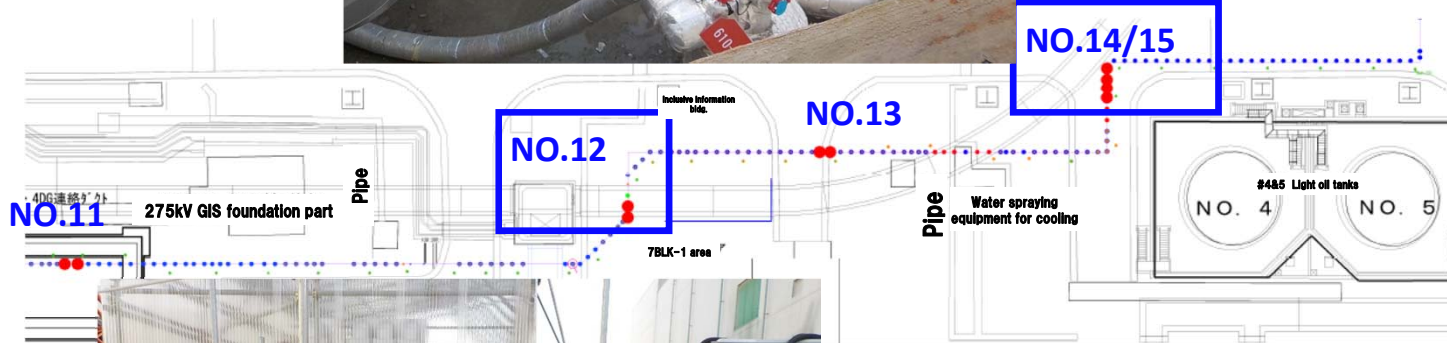 610-
NO.14/15
Inclusive information
bldg.
NO.13
NO.12
Pipe
4DG連絡ダクト
NO.11
275kV GIS foundation part
Pipe
Water spraying
equipment for cooling
#4&5 Light oil tanks
NO. 4
NO. 5
7BLK-1 area